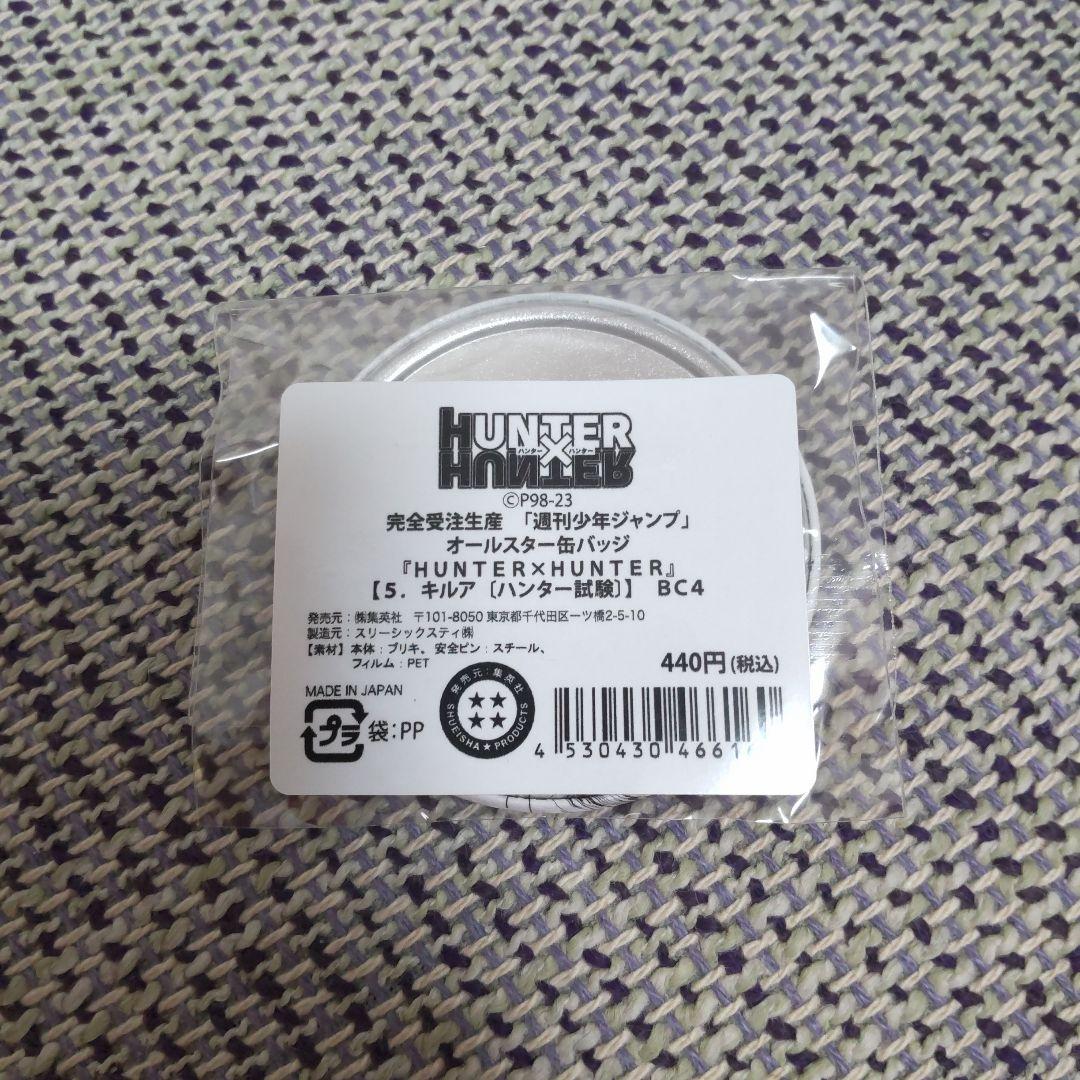 HUNTER
ハンター×ハンター
HUNTER
©P98-23
完全受注生産 「週刊少年ジャンプ」
オールスター缶バッジ
『HUNTER×HUNTER』
【5. キルア〔ハンター試験〕】 BC4
発売元:㈱集英社 〒101-8050 東京都千代田区一ツ橋2-5-10
製造元:スリーシックスティ㈱
【素材】本体:ブリキ、安全ピン:スチール、
フィルム:PET
440円(税込)
MADE IN JAPAN
プラ 袋:PP
発売元:集英社
SHUEISHA★PRODUCTS
4 530430 4661